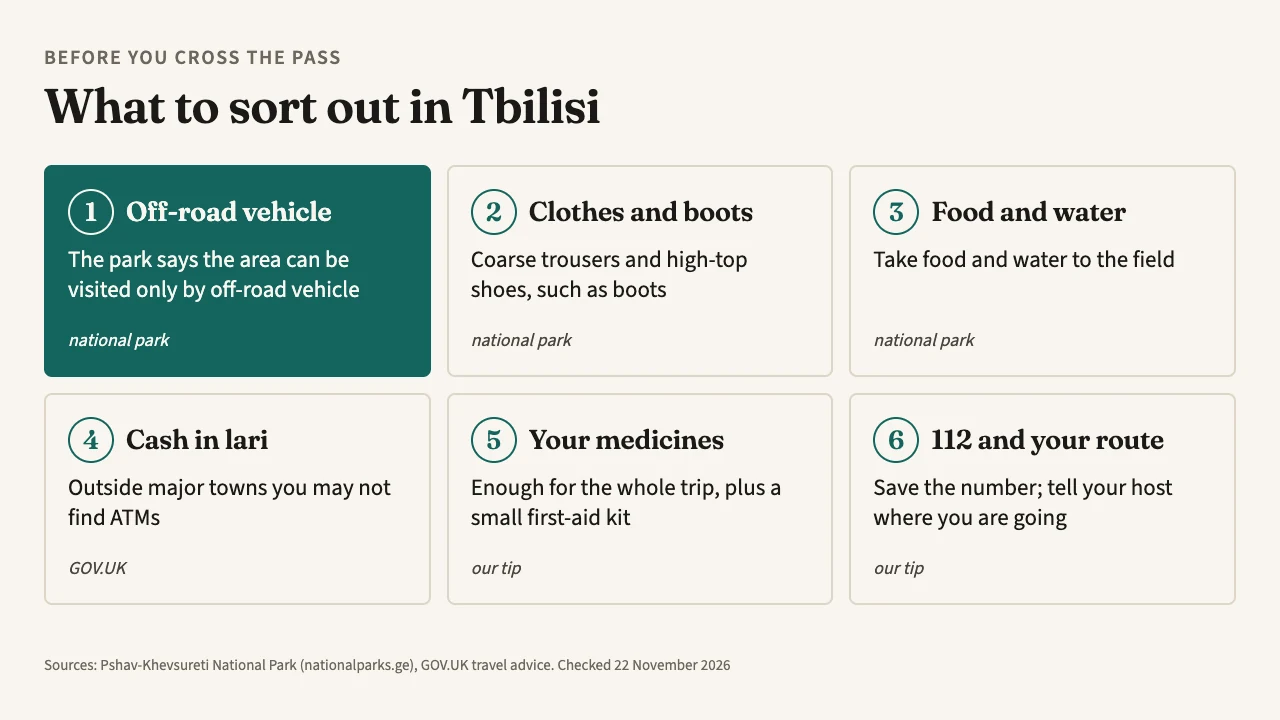 BEFORE YOU CROSS THE PASS
What to sort out in Tbilisi
1 Off-road vehicle
The park says the area can be
visited only by off-road vehicle
national park
2 Clothes and boots
Coarse trousers and high-top
shoes, such as boots
national park
3 Food and water
Take food and water to the field
national park
4 Cash in lari
Outside major towns you may not
find ATMs
GOV.UK
5 Your medicines
Enough for the whole trip, plus a
small first-aid kit
our tip
6 112 and your route
Save the number; tell your host
where you are going
our tip
Sources: Pshav-Khevsureti National Park (nationalparks.ge), GOV.UK travel advice. Checked 22 November 2026